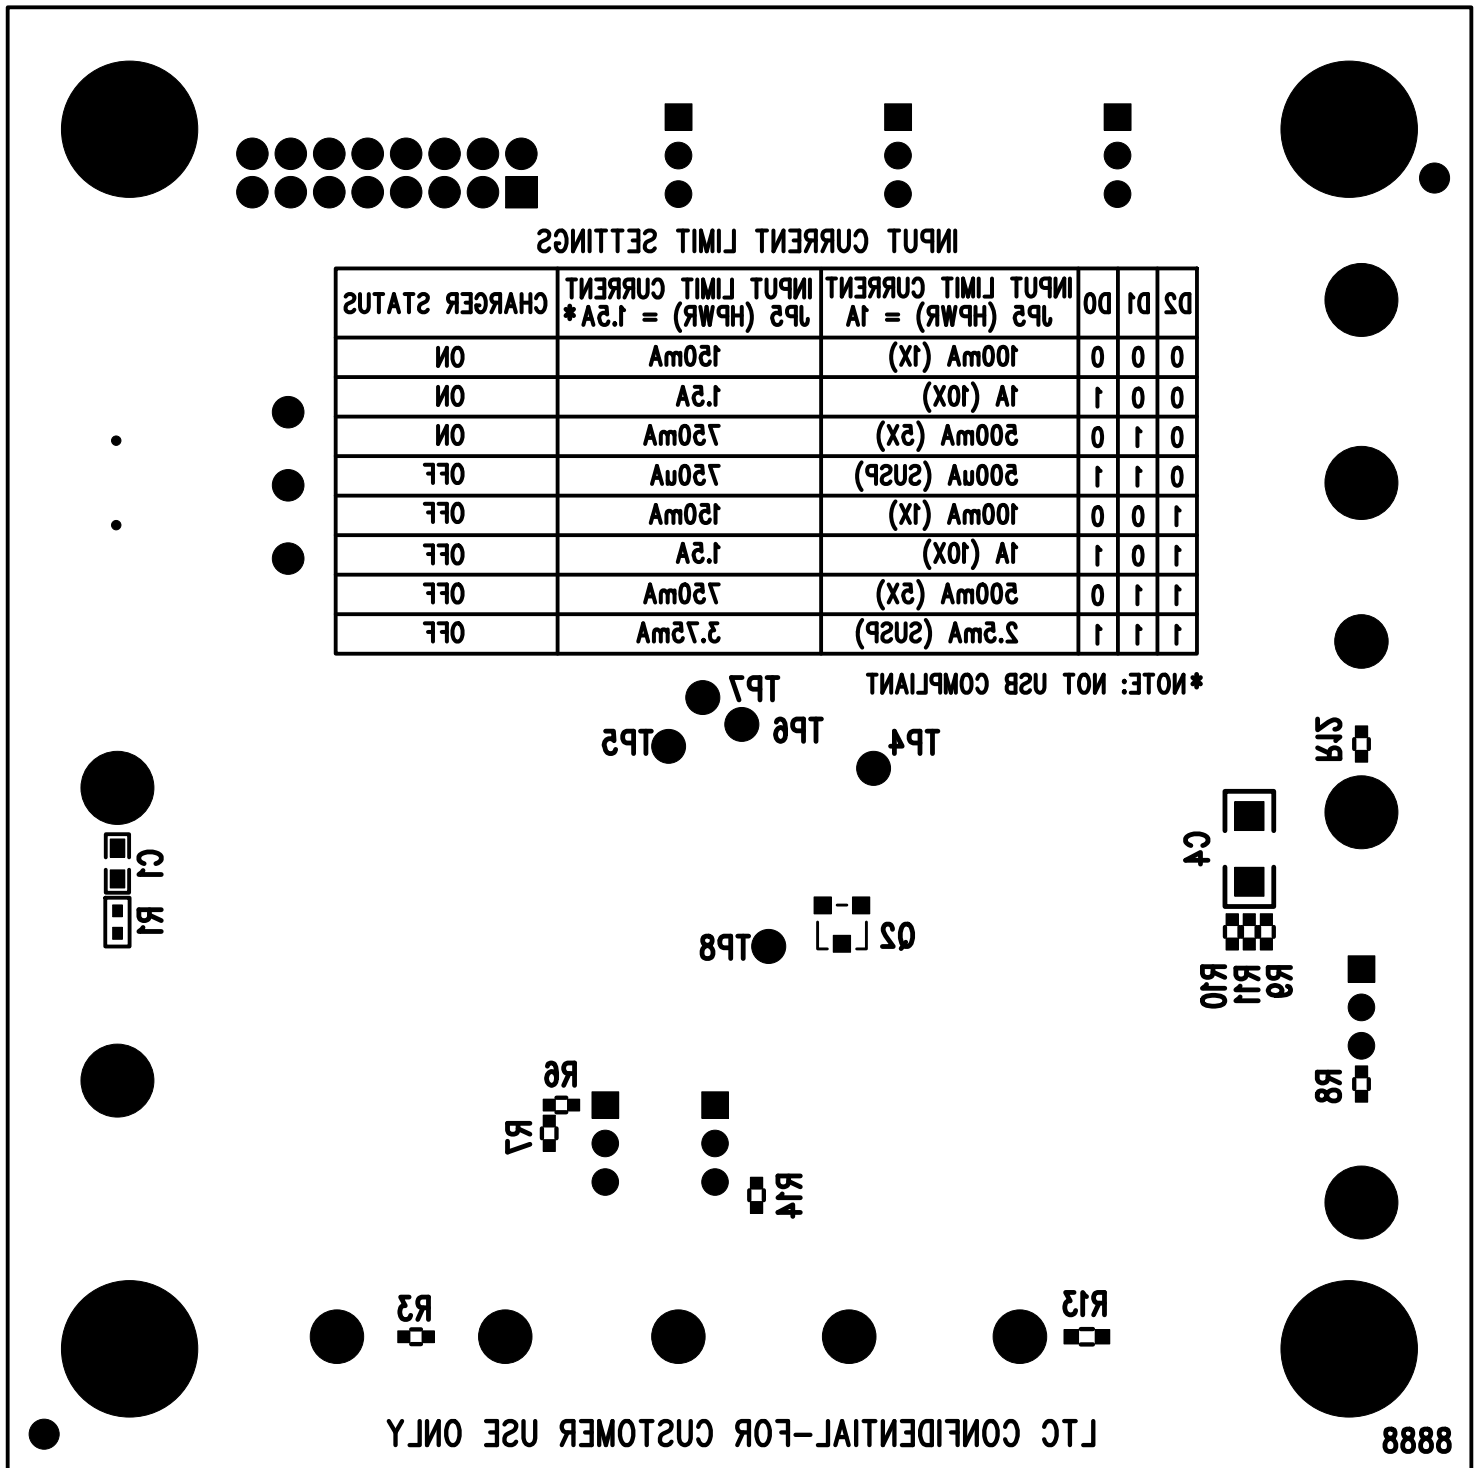 INPUT CURRENT LIMIT SETTINGS
D2 D1 D0 INPUT LIMIT CURRENT JP5 (HPWR) = 1A INPUT LIMIT CURRENT JP5 (HPWR) = 1.5A* CHARGER STATUS
0 0 0 100mA (1X) 150mA ON
0 0 1 1A (10X) 1.5A ON
0 1 0 500mA (5X) 750mA ON
0 1 1 500uA (SUSP) 750uA OFF
1 0 0 100mA (1X) 150mA OFF
1 0 1 1A (10X) 1.5A OFF
1 1 0 500mA (5X) 750mA OFF
1 1 1 2.5mA (SUSP) 3.75mA OFF
*NOTE: NOT USB COMPLIANT
TP7
TP6
TP5
TP4
R12
C4
C1
R1
Q2
TP8
R9
R11
R10
R8
R6
R7
R14
R3
R13
LTC CONFIDENTIAL-FOR CUSTOMER USE ONLY
8888